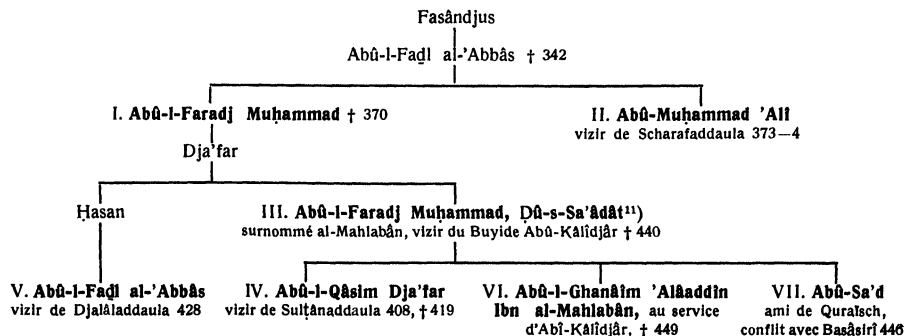 Fasândjus
Abû-l-Faḍl al-'Abbâs † 342
I. Abû-l-Faradj Muḥammad † 370
II. Abû-Muḥammad 'Alî
vizir de Scharafaddaula 373—4
Dja'far
Ḥasan
III. Abû-l-Faradj Muḥammad, Ḍû-s-Sa'âdât¹¹)
surnommé al-Mahlabân, vizir du Buyide Abû-Kâlîdjâr † 440
V. Abû-l-Faḍl al-'Abbâs
vizir de Djalâladdaula 428
IV. Abû-l-Qâsim Dja'far
vizir de Sulṭânaddaula 408, † 419
VI. Abû-l-Ghanâim 'Alâaddîn
Ibn al-Mahlabân, au service
d'Abî-Kâlîdjâr, † 449
VII. Abû-Sa'd
ami de Quraïsch,
conflit avec Basâsîrî 446